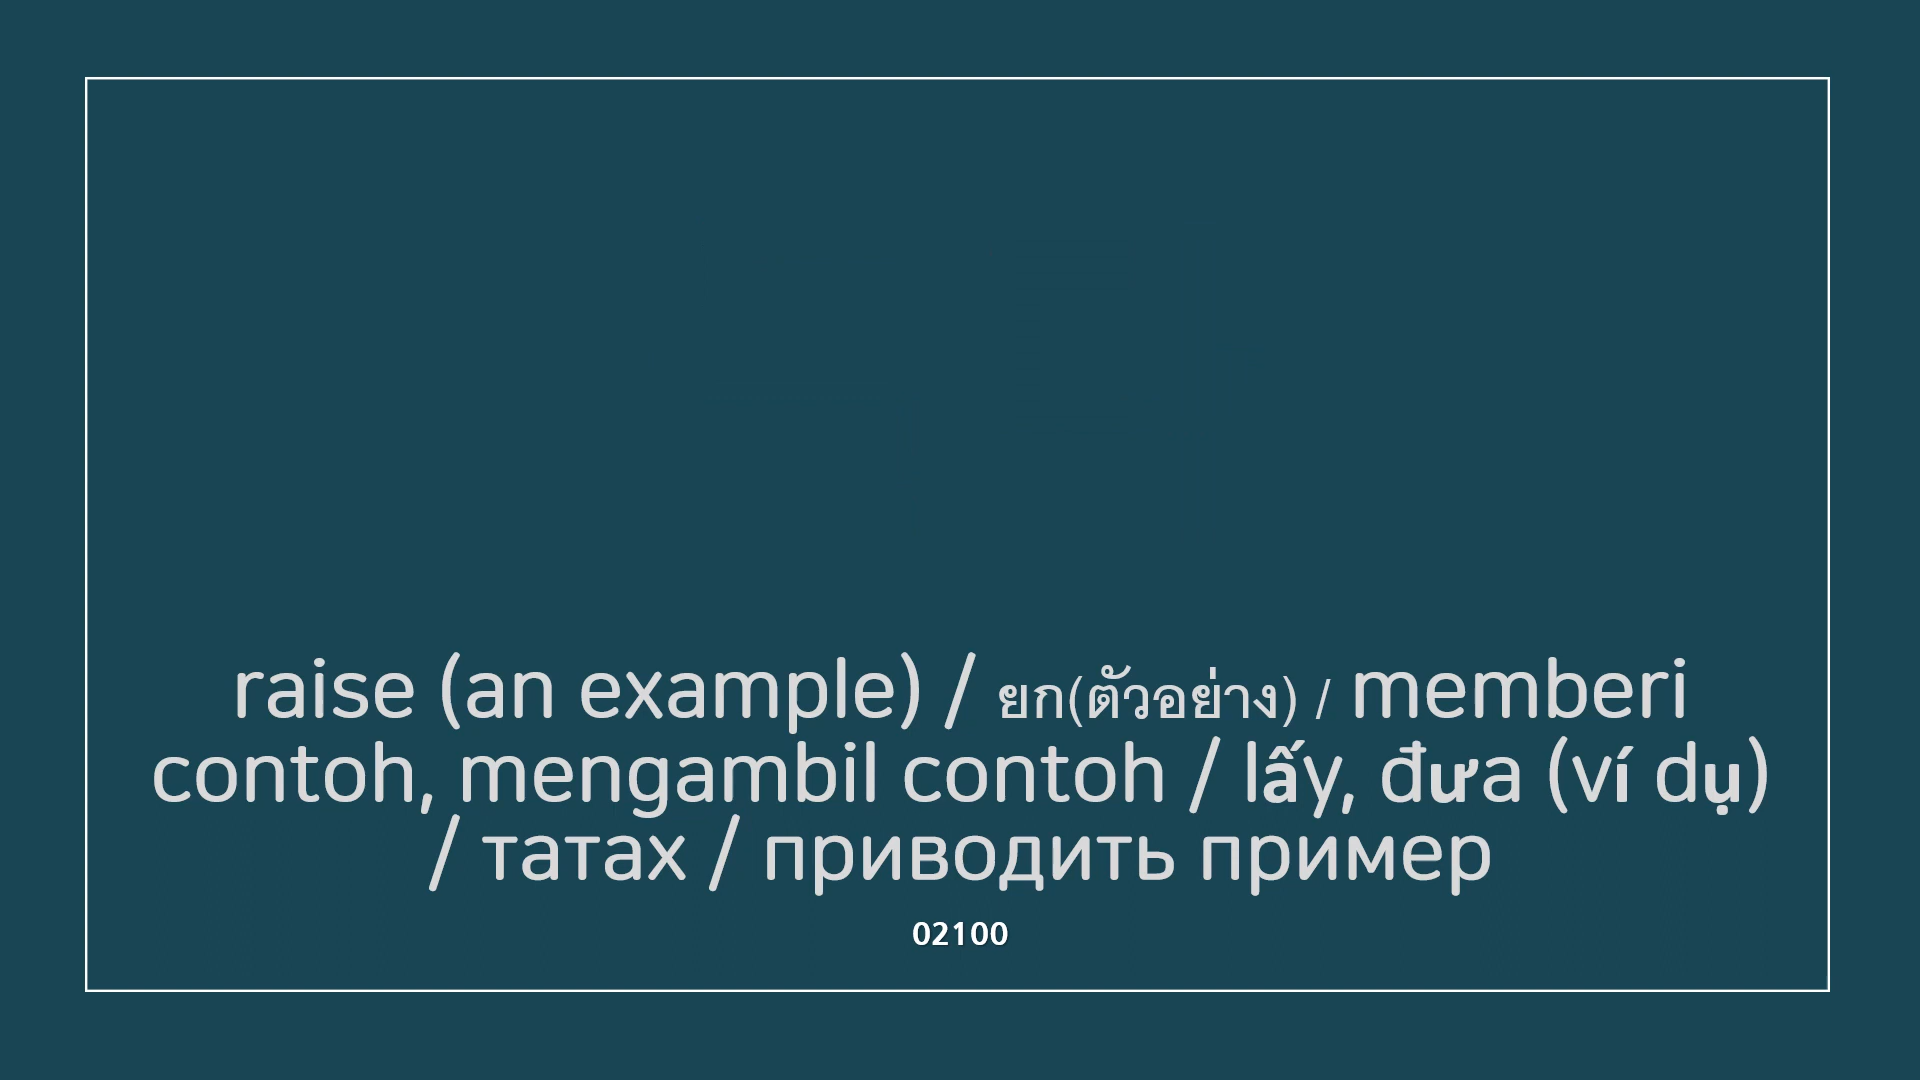 raise (an example) / ยก(ตัวอย่าง) / memberi
contoh, mengambil contoh / lấy, đưa (ví dụ)
/ татах / приводить пример
02100